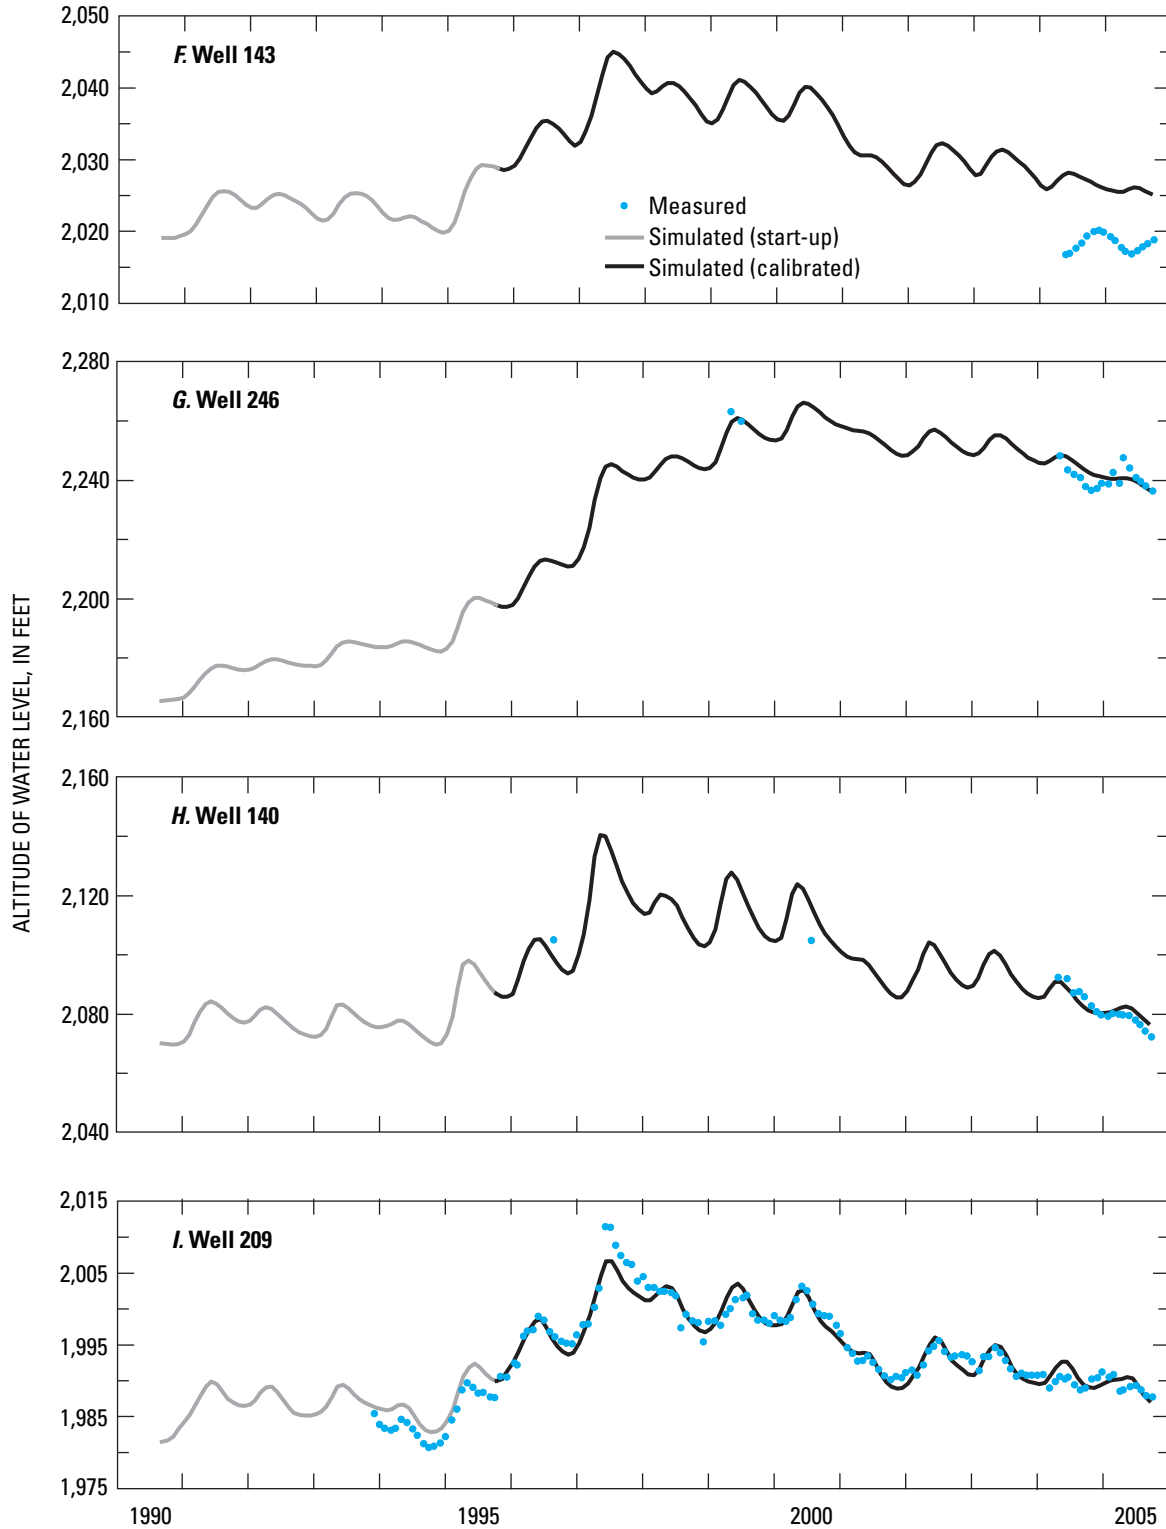 ALTITUDE OF WATER LEVEL, IN FEET
F. Well 143
2,050
2,040
2,030
2,020
2,010
Measured
Simulated (start-up)
Simulated (calibrated)
G. Well 246
2,280
2,240
2,200
2,160
H. Well 140
2,160
2,120
2,080
2,040
I. Well 209
2,015
2,005
1,995
1,985
1,975
1990 1995 2000 2005